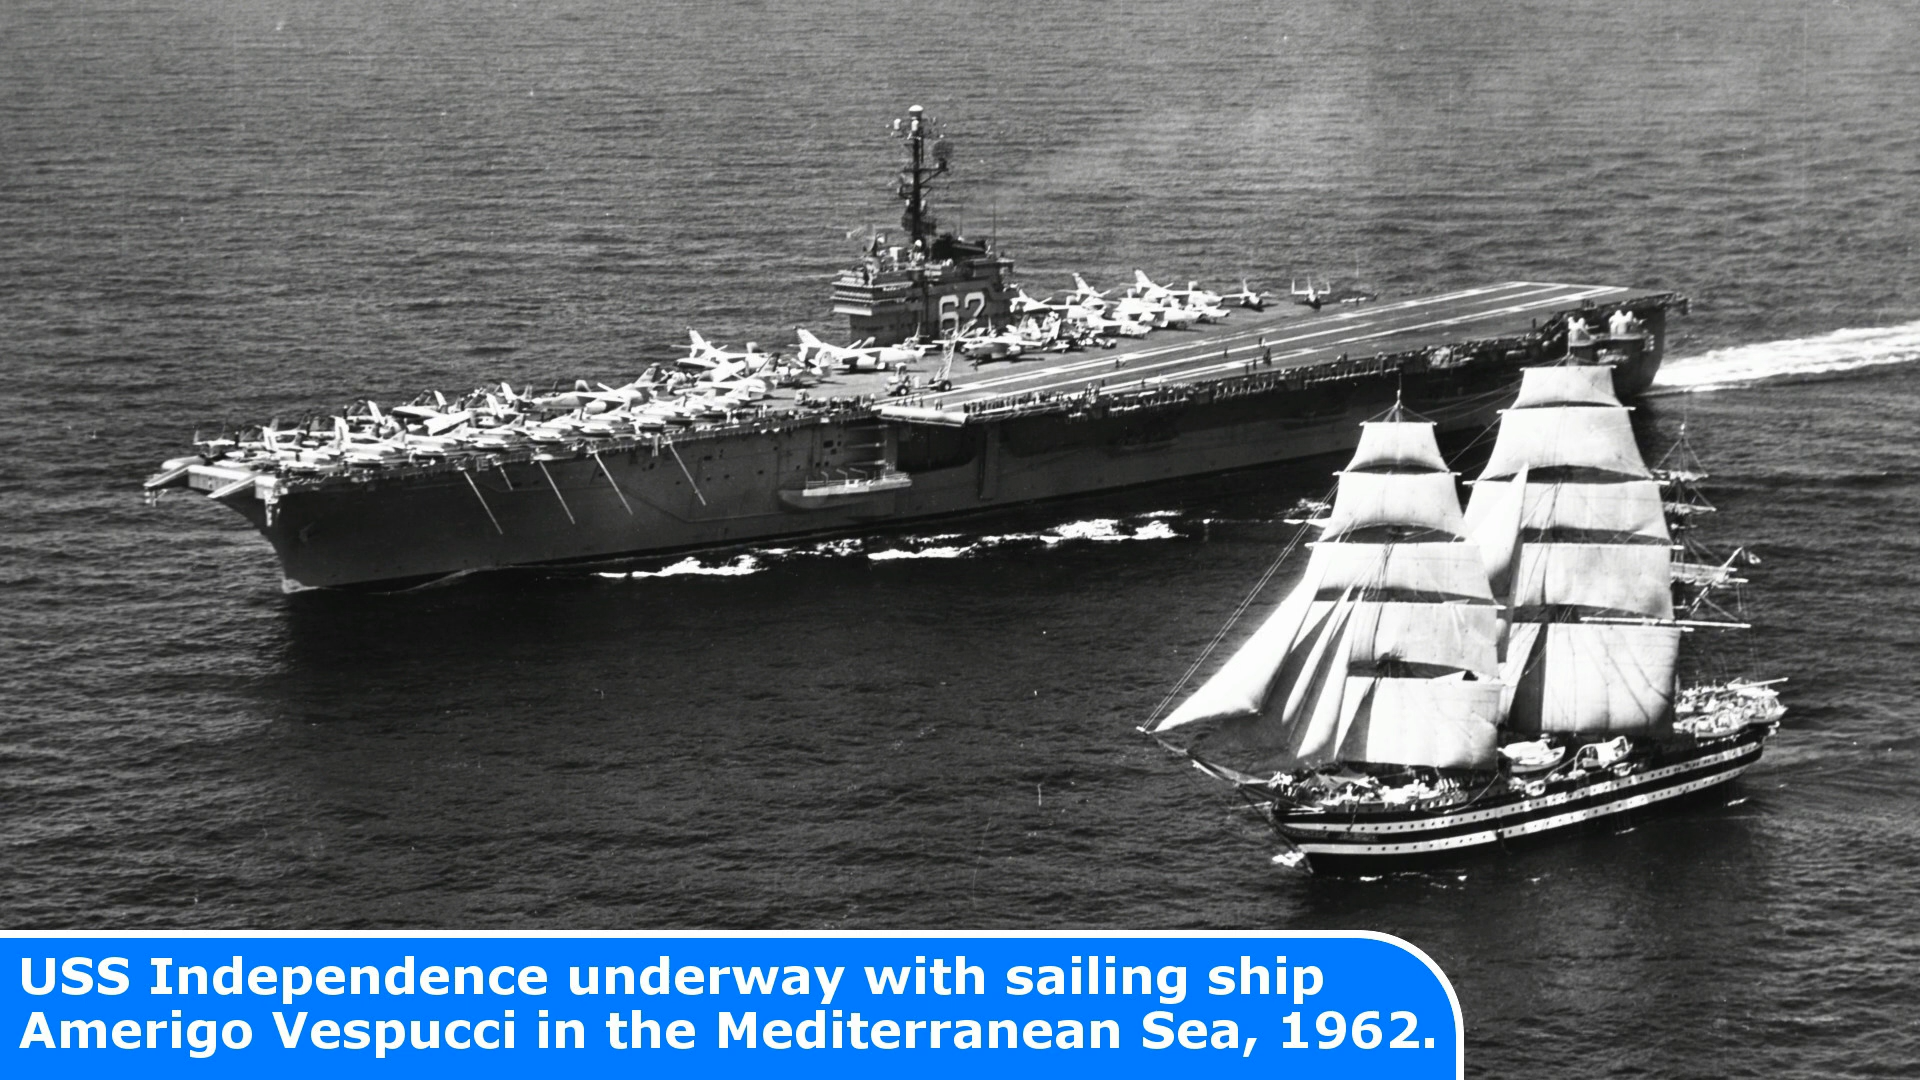 62
USS Independence underway with sailing ship
Amerigo Vespucci in the Mediterranean Sea, 1962.